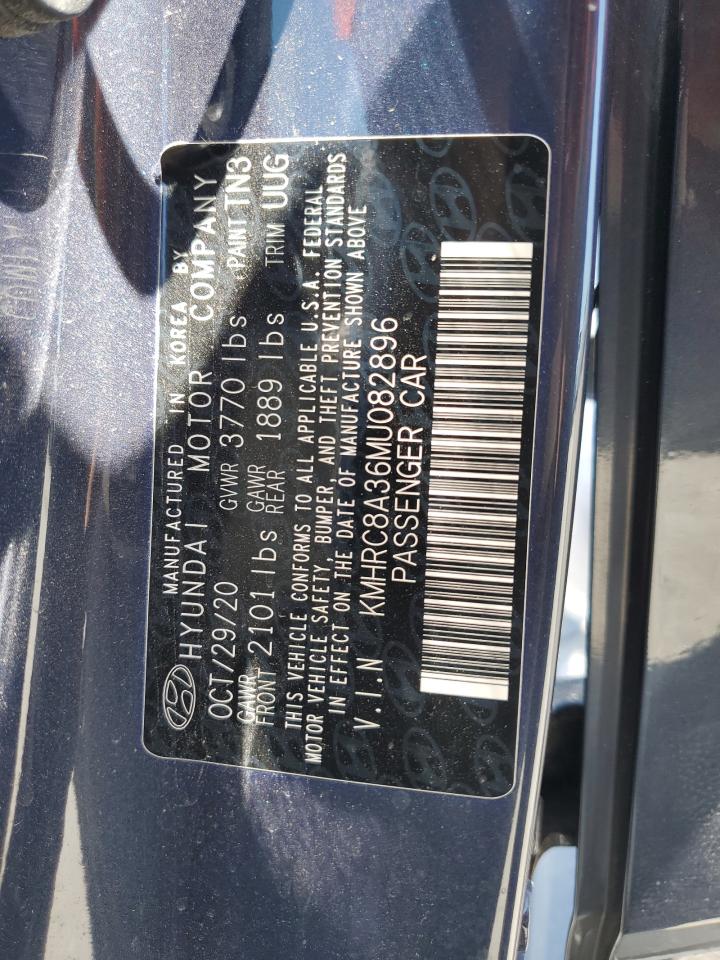 MANUFACTURED IN KOREA BY
HYUNDAI MOTOR COMPANY
OCT/29/20 GVWR 3770 lbs PAINT TN3
GAWR FRONT 2101 lbs GAWR REAR 1889 lbs TRIM UUG
THIS VEHICLE CONFORMS TO ALL APPLICABLE U.S.A. FEDERAL
MOTOR VEHICLE SAFETY, BUMPER, AND THEFT PREVENTION STANDARDS
IN EFFECT ON THE DATE OF MANUFACTURE SHOWN ABOVE
V.I.N KMHRC8A36MU082896
PASSENGER CAR